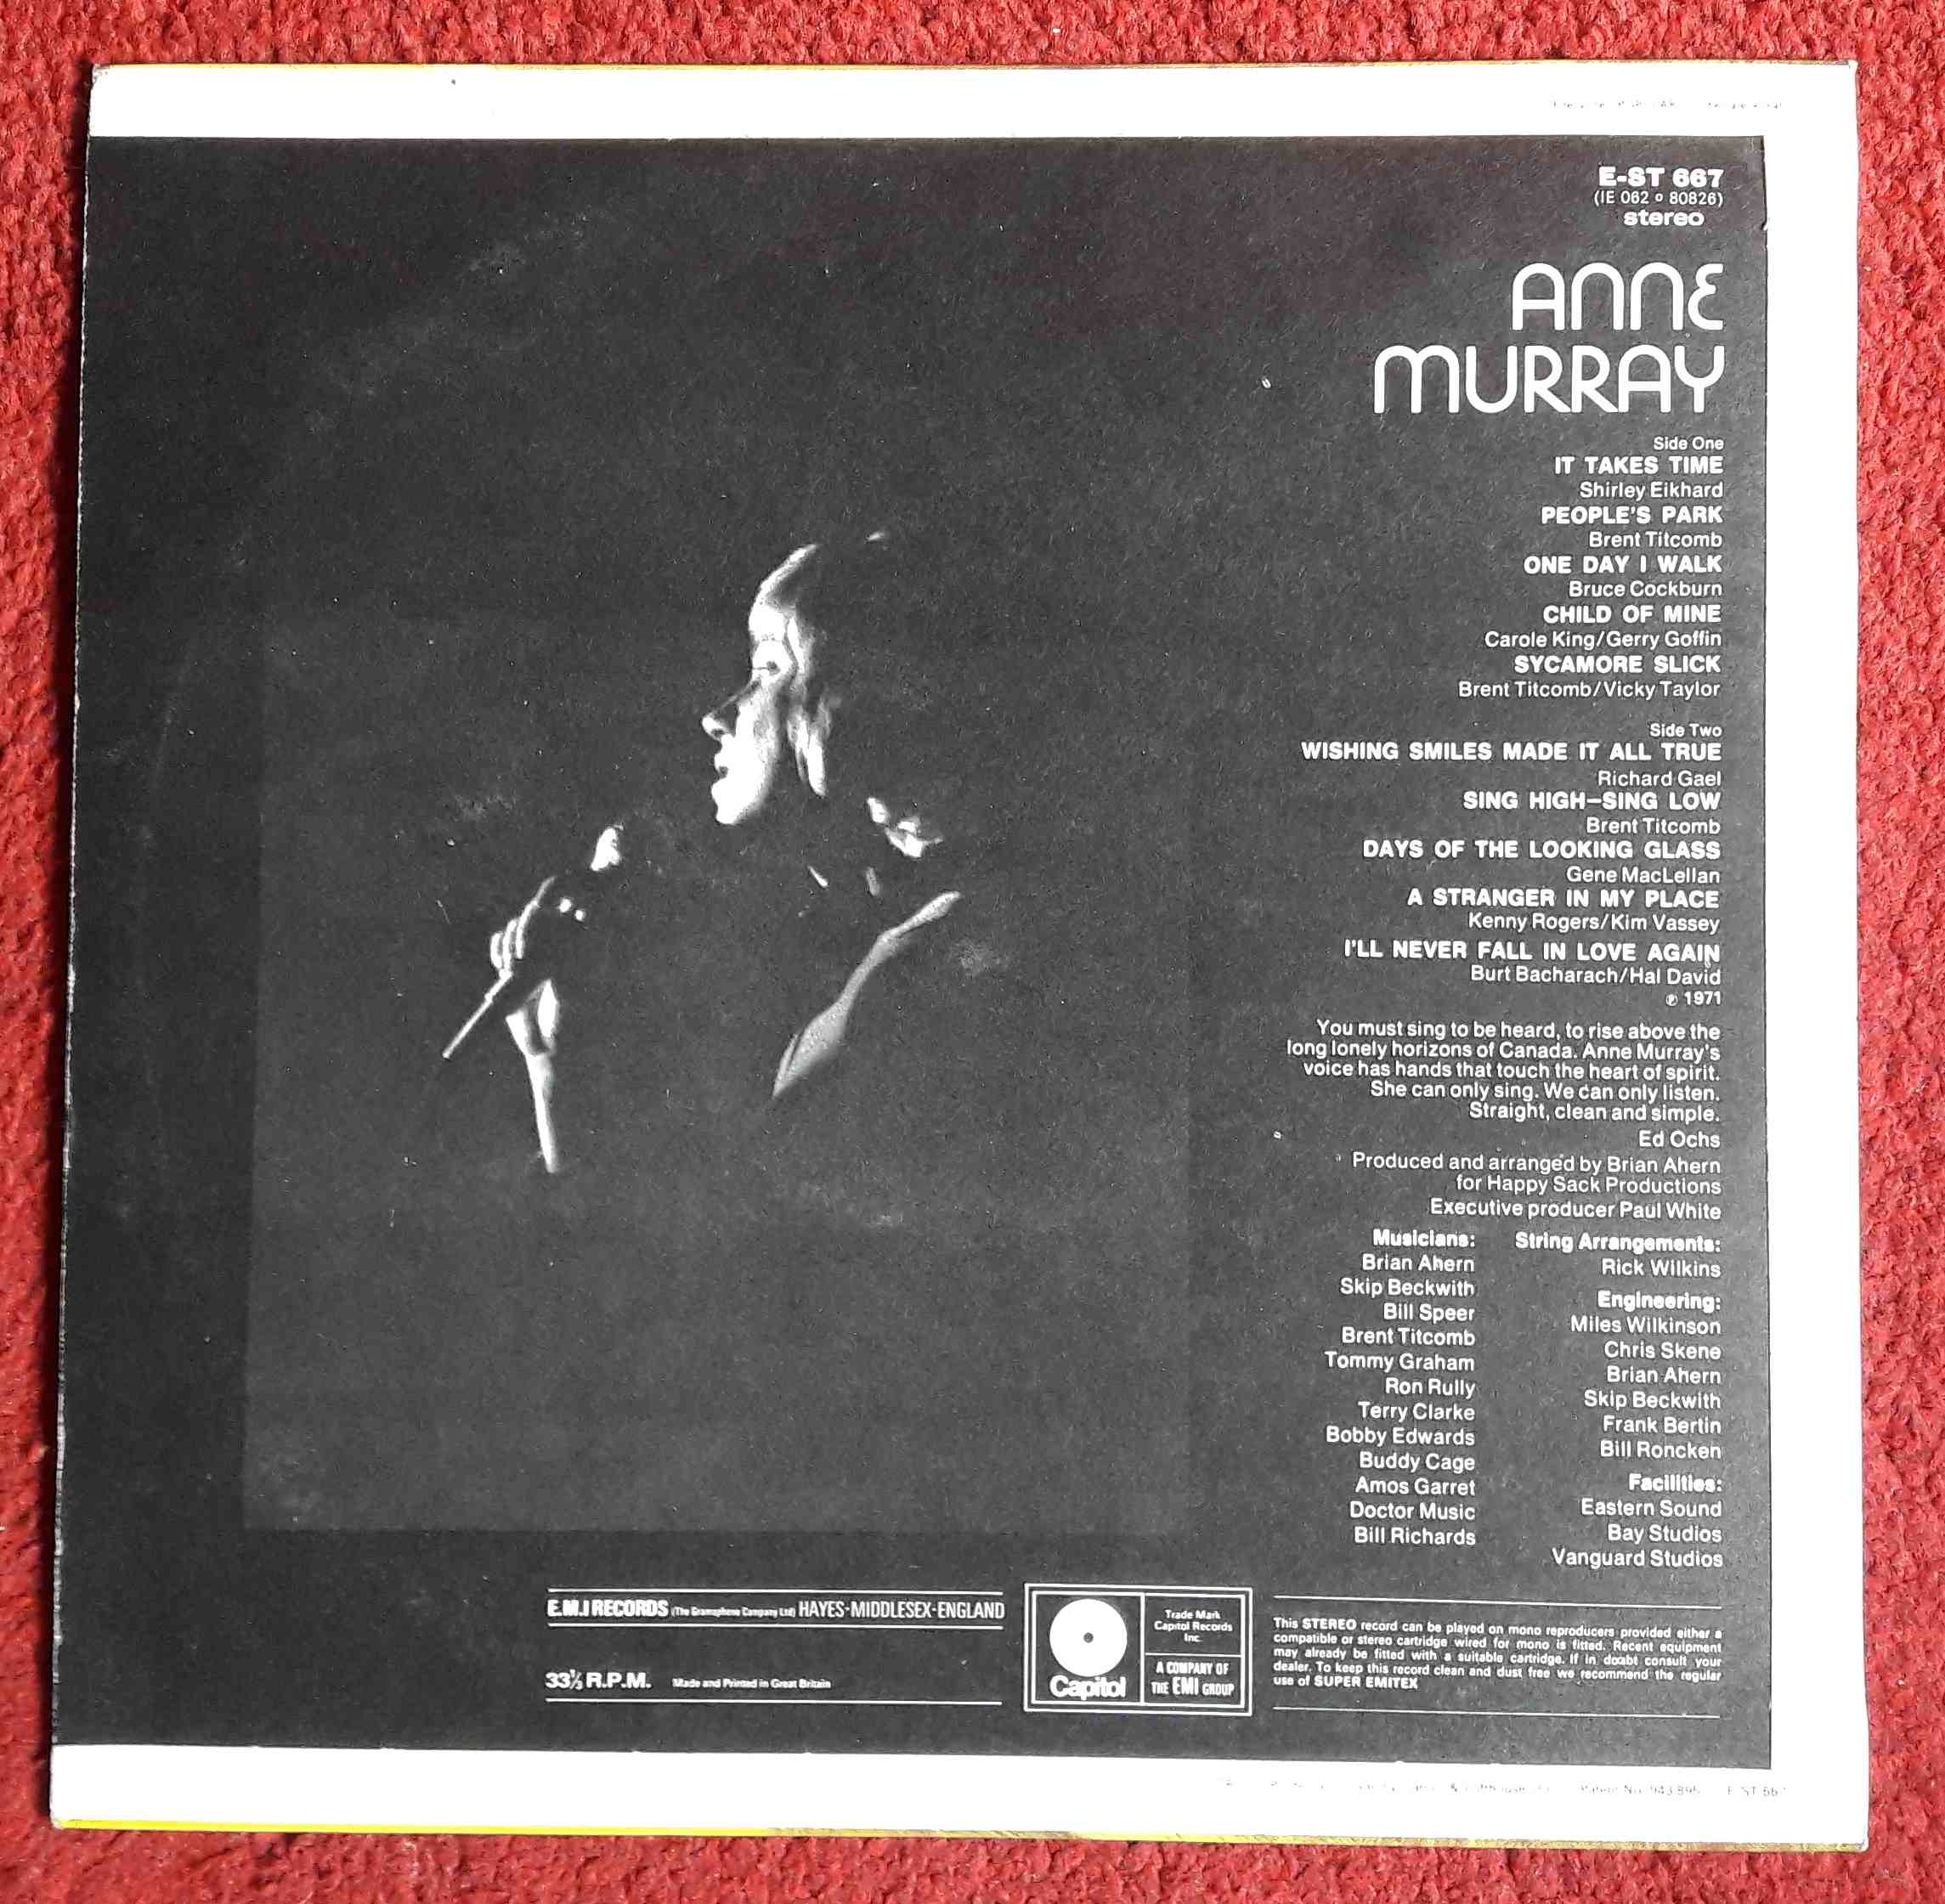 E-ST 667
(IE 062 o 80826)
stereo
ANNE
MURRAY
Side One
IT TAKES TIME
Shirley Eikhard
PEOPLE'S PARK
Brent Titcomb
ONE DAY I WALK
Bruce Cockburn
CHILD OF MINE
Carole King/Gerry Goffin
SYCAMORE SLICK
Brent Titcomb/Vicky Taylor
Side Two
WISHING SMILES MADE IT ALL TRUE
Richard Gael
SING HIGH–SING LOW
Brent Titcomb
DAYS OF THE LOOKING GLASS
Gene MacLellan
A STRANGER IN MY PLACE
Kenny Rogers/Kim Vassey
I'LL NEVER FALL IN LOVE AGAIN
Burt Bacharach/Hal David
℗ 1971
You must sing to be heard, to rise above the
long lonely horizons of Canada. Anne Murray's
voice has hands that touch the heart of spirit.
She can only sing. We can only listen.
Straight, clean and simple.
Ed Ochs
Produced and arranged by Brian Ahern
for Happy Sack Productions
Executive producer Paul White
Musicians:
Brian Ahern
Skip Beckwith
Bill Speer
Brent Titcomb
Tommy Graham
Ron Rully
Terry Clarke
Bobby Edwards
Buddy Cage
Amos Garret
Doctor Music
Bill Richards
String Arrangements:
Rick Wilkins
Engineering:
Miles Wilkinson
Chris Skene
Brian Ahern
Skip Beckwith
Frank Bertin
Bill Roncken
Facilities:
Eastern Sound
Bay Studios
Vanguard Studios
E.M.I RECORDS (The Gramophone Company Ltd) HAYES·MIDDLESEX·ENGLAND
33⅓ R.P.M. Made and Printed in Great Britain
Capitol
Trade Mark
Capitol Records
Inc.
A COMPANY OF
THE EMI GROUP
This STEREO record can be played on mono reproducers provided either a
compatible or stereo cartridge wired for mono is fitted. Recent equipment
may already be fitted with a suitable cartridge. If in doubt consult your
dealer. To keep this record clean and dust free we recommend the regular
use of SUPER EMITEX
Patent No. 943,895 E-ST 667